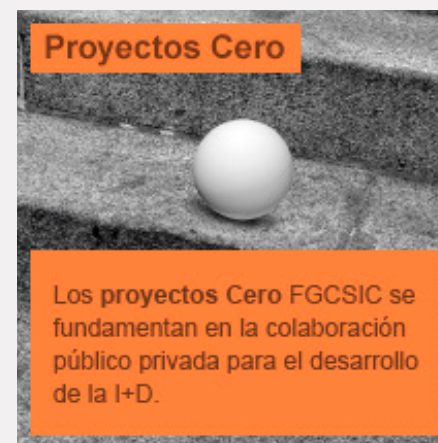 Proyectos Cero
Los proyectos Cero FGCSIC se
fundamentan en la colaboración
público privada para el desarrollo
de la I+D.